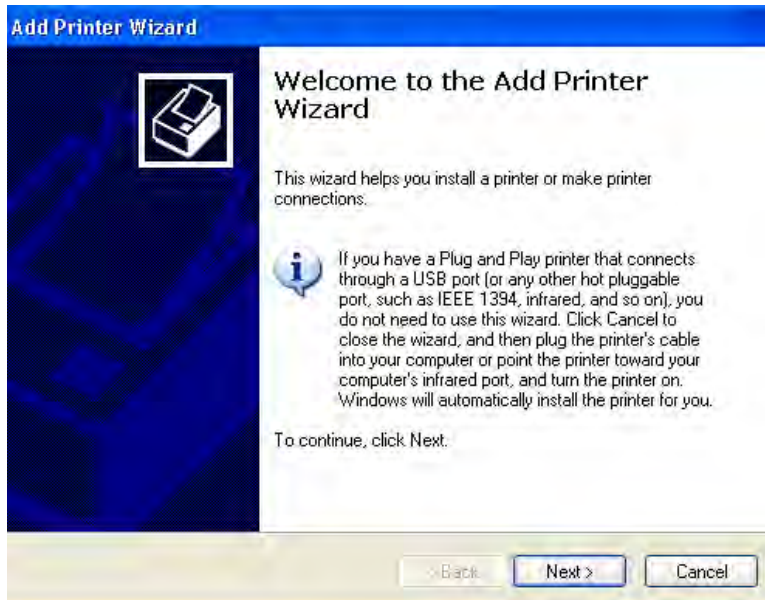 Add Printer Wizard
Welcome to the Add Printer
Wizard
This wizard helps you install a printer or make printer
connections.
If you have a Plug and Play printer that connects
through a USB port (or any other hot pluggable
port, such as IEEE 1394, infrared, and so on), you
do not need to use this wizard. Click Cancel to
close the wizard, and then plug the printer's cable
into your computer or point the printer toward your
computer's infrared port, and turn the printer on.
Windows will automatically install the printer for you.
To continue, click Next.
< Back Next > Cancel